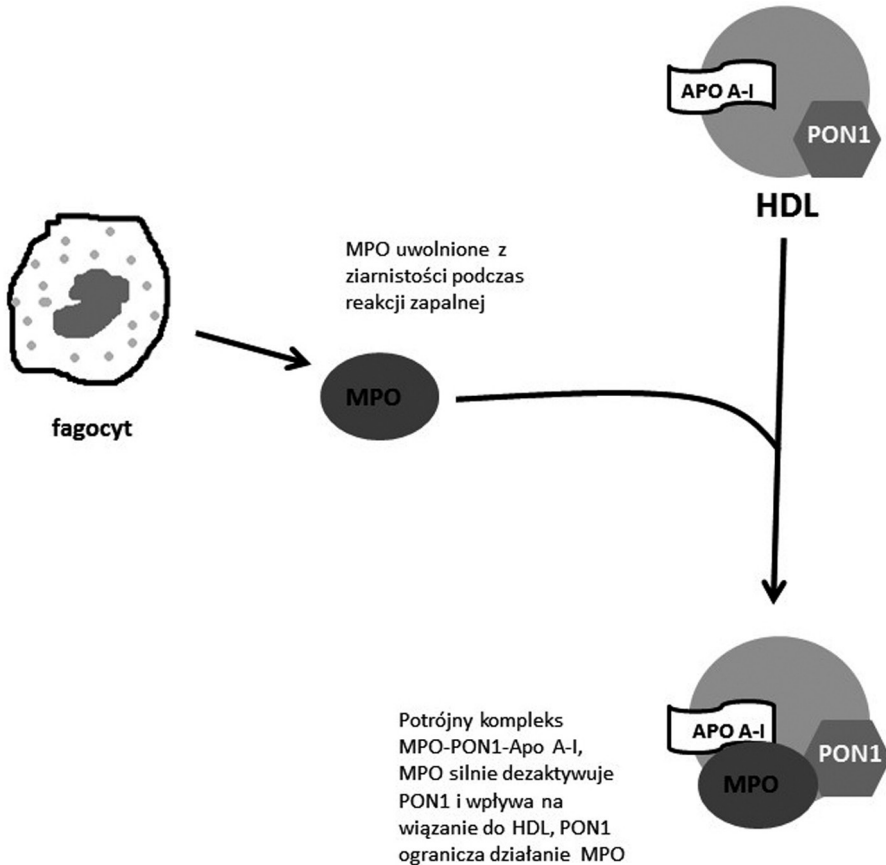 APO A-I
PON1
HDL
MPO uwolnione z
ziarnistości podczas
reakcji zapalnej
MPO
fagocyt
Potrójny kompleks
MPO-PON1-Apo A-I,
MPO silnie dezaktywuje
PON1 i wpływa na
wiązanie do HDL, PON1
ogranicza działanie MPO
APO A-I
PON1
MPO